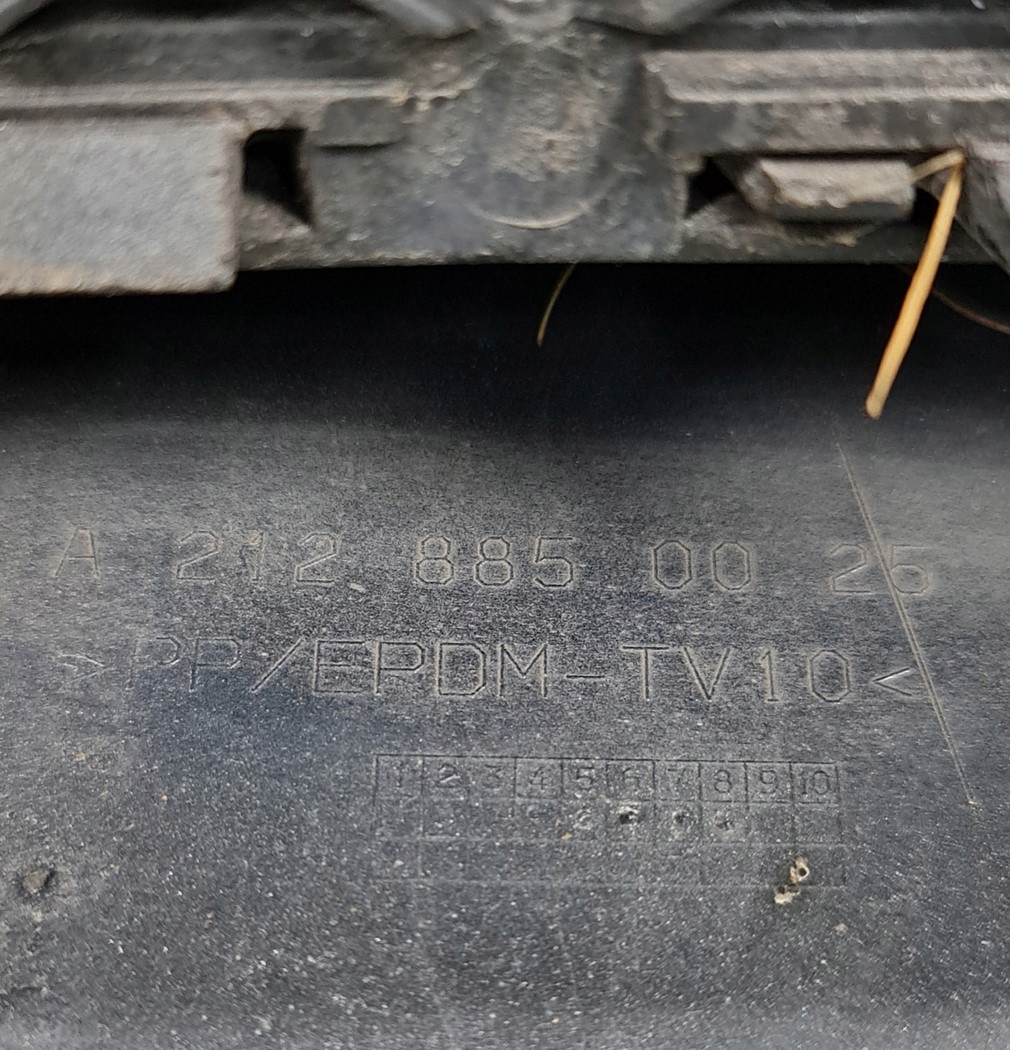 A 212 885 00 25
>PP/EPDM-TV10<
1 2 3 4 5 6 7 8 9 10